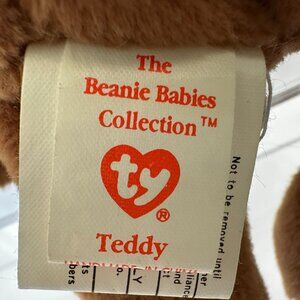 The
Beanie Babies
Collection™
ty®
Teddy
Not to be removed until